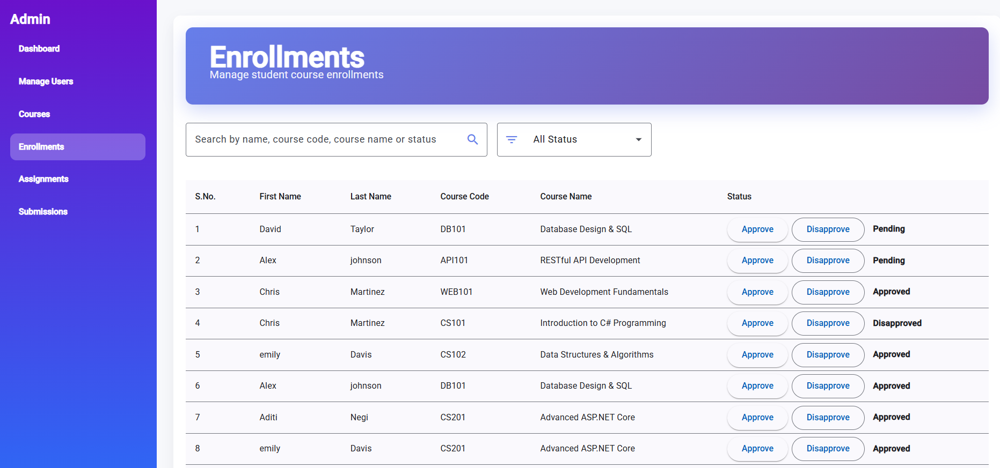 Admin
Dashboard
Manage Users
Courses
Enrollments
Assignments
Submissions
Enrollments
Manage student course enrollments
Search by name, course code, course name or status
All Status
S.No. First Name Last Name Course Code Course Name Status
1 David Taylor DB101 Database Design & SQL Approve Disapprove Pending
2 Alex johnson API101 RESTful API Development Approve Disapprove Pending
3 Chris Martinez WEB101 Web Development Fundamentals Approve Disapprove Approved
4 Chris Martinez CS101 Introduction to C# Programming Approve Disapprove Disapproved
5 emily Davis CS102 Data Structures & Algorithms Approve Disapprove Approved
6 Alex johnson DB101 Database Design & SQL Approve Disapprove Approved
7 Aditi Negi CS201 Advanced ASP.NET Core Approve Disapprove Approved
8 emily Davis CS201 Advanced ASP.NET Core Approve Disapprove Approved